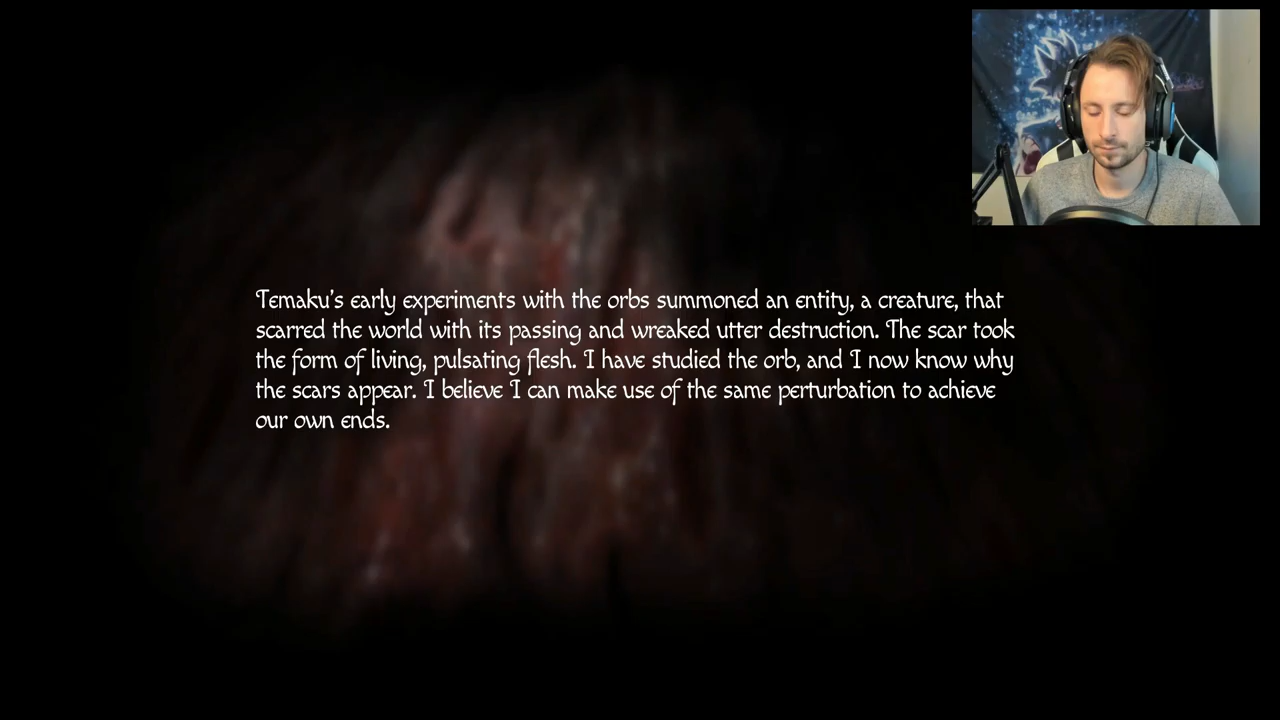 Temaku's early experiments with the orbs summoned an entity, a creature, that
scarred the world with its passing and wreaked utter destruction. The scar took
the form of living, pulsating flesh. I have studied the orb, and I now know why
the scars appear. I believe I can make use of the same perturbation to achieve
our own ends.